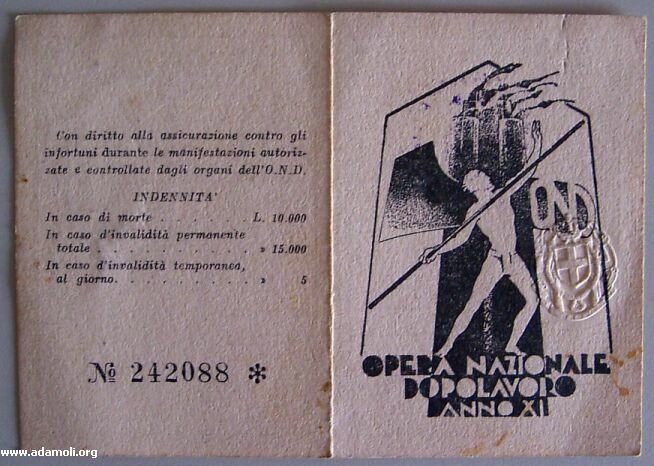 Con diritto alla assicurazione contro gli
infortuni durante le manifestazioni autoriz-
zate e controllate dagli organi dell'O.N.D.
INDENNITA'
In caso di morte . . . . . . . L. 10.000
In caso d'invalidità permanente
totale . . . . . . . . . . . » 15.000
In caso d'invalidità temporanea,
al giorno. . . . . . . . . . » 5
№ 242088 *
OND
OPERA NAZIONALE
DOPOLAVORO
ANNO XI
www.adamoli.org